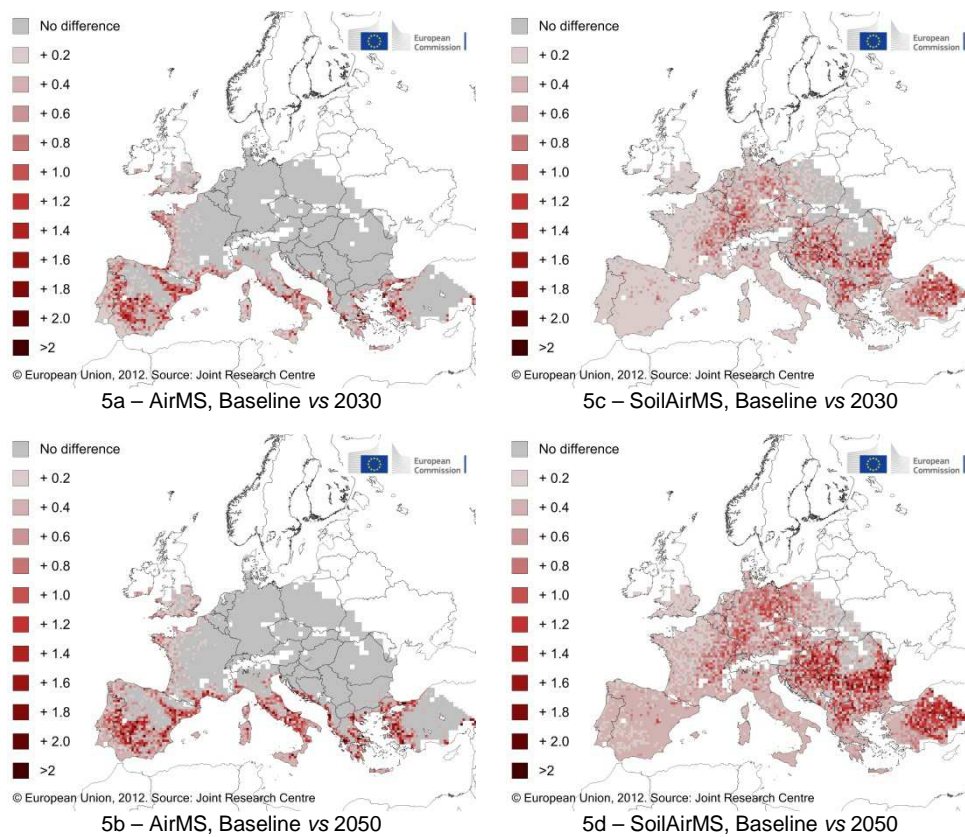 No difference
+ 0.2
+ 0.4
+ 0.6
+ 0.8
+ 1.0
+ 1.2
+ 1.4
+ 1.6
+ 1.8
+ 2.0
>2
European
Commission
© European Union, 2012. Source: Joint Research Centre
5a – AirMS, Baseline vs 2030
No difference
+ 0.2
+ 0.4
+ 0.6
+ 0.8
+ 1.0
+ 1.2
+ 1.4
+ 1.6
+ 1.8
+ 2.0
>2
European
Commission
© European Union, 2012. Source: Joint Research Centre
5c – SoilAirMS, Baseline vs 2030
No difference
+ 0.2
+ 0.4
+ 0.6
+ 0.8
+ 1.0
+ 1.2
+ 1.4
+ 1.6
+ 1.8
+ 2.0
>2
European
Commission
© European Union, 2012. Source: Joint Research Centre
5b – AirMS, Baseline vs 2050
No difference
+ 0.2
+ 0.4
+ 0.6
+ 0.8
+ 1.0
+ 1.2
+ 1.4
+ 1.6
+ 1.8
+ 2.0
>2
European
Commission
© European Union, 2012. Source: Joint Research Centre
5d – SoilAirMS, Baseline vs 2050